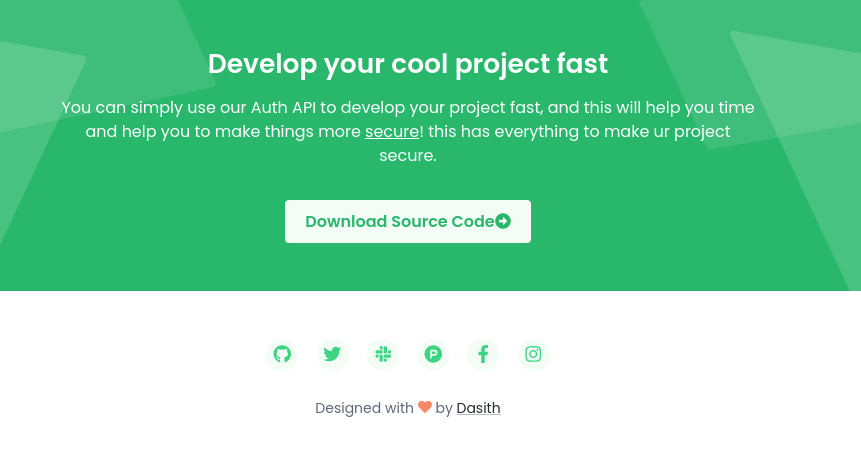 Develop your cool project fast
You can simply use our Auth API to develop your project fast, and this will help you time
and help you to make things more secure! this has everything to make ur project
secure.
Download Source Code
Designed with by Dasith